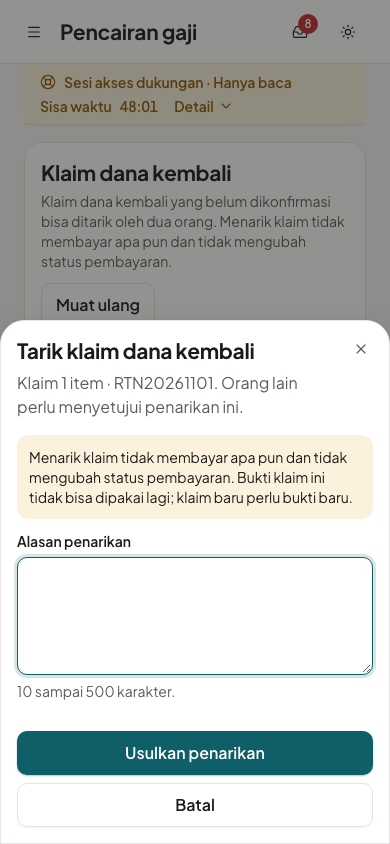 Pencairan gaji
8
Sesi akses dukungan · Hanya baca
Sisa waktu 48:01 Detail
Klaim dana kembali
Klaim dana kembali yang belum dikonfirmasi
bisa ditarik oleh dua orang. Menarik klaim tidak
membayar apa pun dan tidak mengubah
status pembayaran.
Muat ulang
Tarik klaim dana kembali
Klaim 1 item · RTN20261101. Orang lain
perlu menyetujui penarikan ini.
Menarik klaim tidak membayar apa pun dan tidak
mengubah status pembayaran. Bukti klaim ini
tidak bisa dipakai lagi; klaim baru perlu bukti baru.
Alasan penarikan
10 sampai 500 karakter.
Usulkan penarikan
Batal